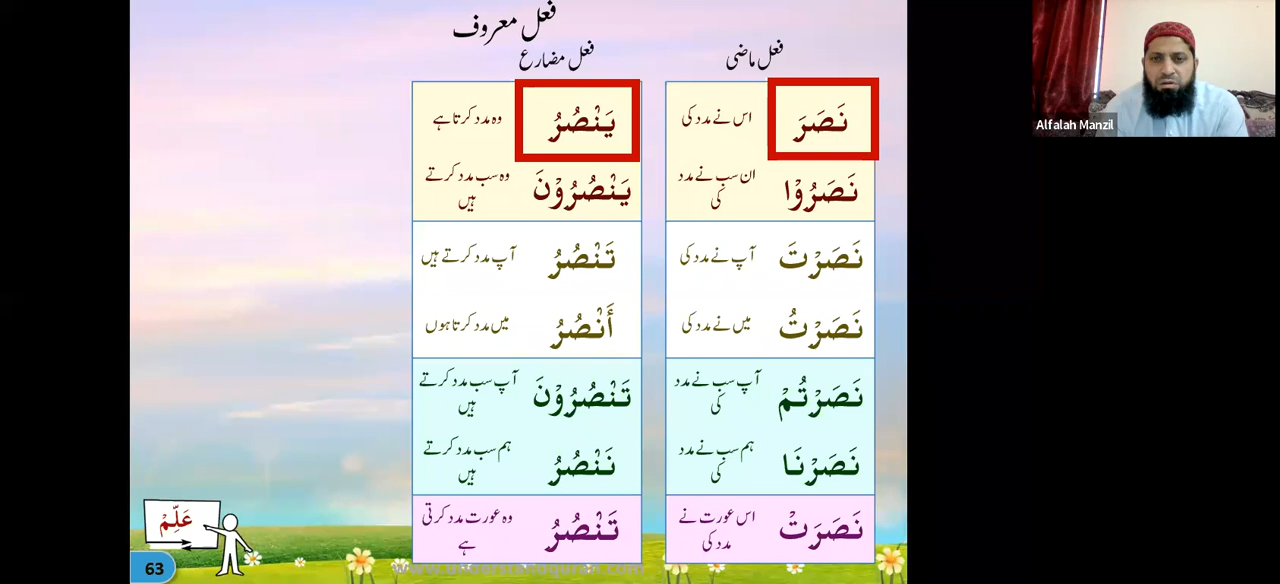 فعل معروف
فعل ماضی
فعل مضارع
نَصَرَ
اس نے مدد کی
يَنْصُرُ
وہ مدد کرتا ہے
نَصَرُوْا
ان سب نے مدد
کی
يَنْصُرُوْنَ
وہ سب مدد کرتے
ہیں
نَصَرْتَ
آپ نے مدد کی
تَنْصُرُ
آپ مدد کرتے ہیں
نَصَرْتُ
میں نے مدد کی
أَنْصُرُ
میں مدد کرتا ہوں
نَصَرْتُمْ
آپ سب نے مدد
کی
تَنْصُرُوْنَ
آپ سب مدد کرتے
ہیں
نَصَرْنَا
ہم سب نے مدد
کی
نَنْصُرُ
ہم سب مدد کرتے
ہیں
نَصَرَتْ
اس عورت نے
مدد کی
تَنْصُرُ
وہ عورت مدد کرتی
ہے
عَلِّمْ
63
www.understandquran.com
Alfalah Manzil